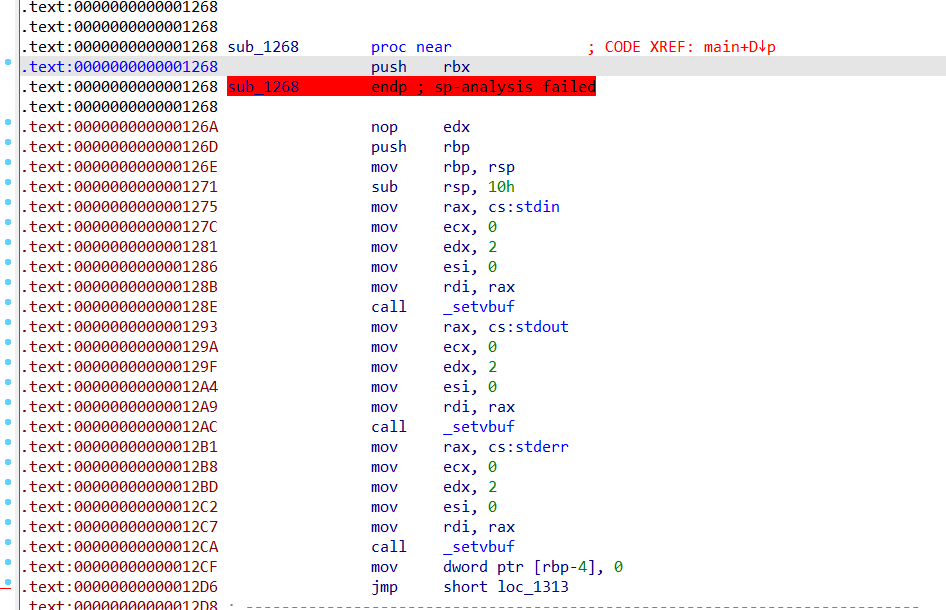 .text:0000000000001268
.text:0000000000001268
.text:0000000000001268 sub_1268 proc near ; CODE XREF: main+D↓p
.text:0000000000001268 push rbx
.text:0000000000001268 sub_1268 endp ; sp-analysis failed
.text:0000000000001268
.text:000000000000126A nop edx
.text:000000000000126D push rbp
.text:000000000000126E mov rbp, rsp
.text:0000000000001271 sub rsp, 10h
.text:0000000000001275 mov rax, cs:stdin
.text:000000000000127C mov ecx, 0
.text:0000000000001281 mov edx, 2
.text:0000000000001286 mov esi, 0
.text:000000000000128B mov rdi, rax
.text:000000000000128E call _setvbuf
.text:0000000000001293 mov rax, cs:stdout
.text:000000000000129A mov ecx, 0
.text:000000000000129F mov edx, 2
.text:00000000000012A4 mov esi, 0
.text:00000000000012A9 mov rdi, rax
.text:00000000000012AC call _setvbuf
.text:00000000000012B1 mov rax, cs:stderr
.text:00000000000012B8 mov ecx, 0
.text:00000000000012BD mov edx, 2
.text:00000000000012C2 mov esi, 0
.text:00000000000012C7 mov rdi, rax
.text:00000000000012CA call _setvbuf
.text:00000000000012CF mov dword ptr [rbp-4], 0
.text:00000000000012D6 jmp short loc_1313
.text:00000000000012D8 ; ---------------------------------------------------------------------------